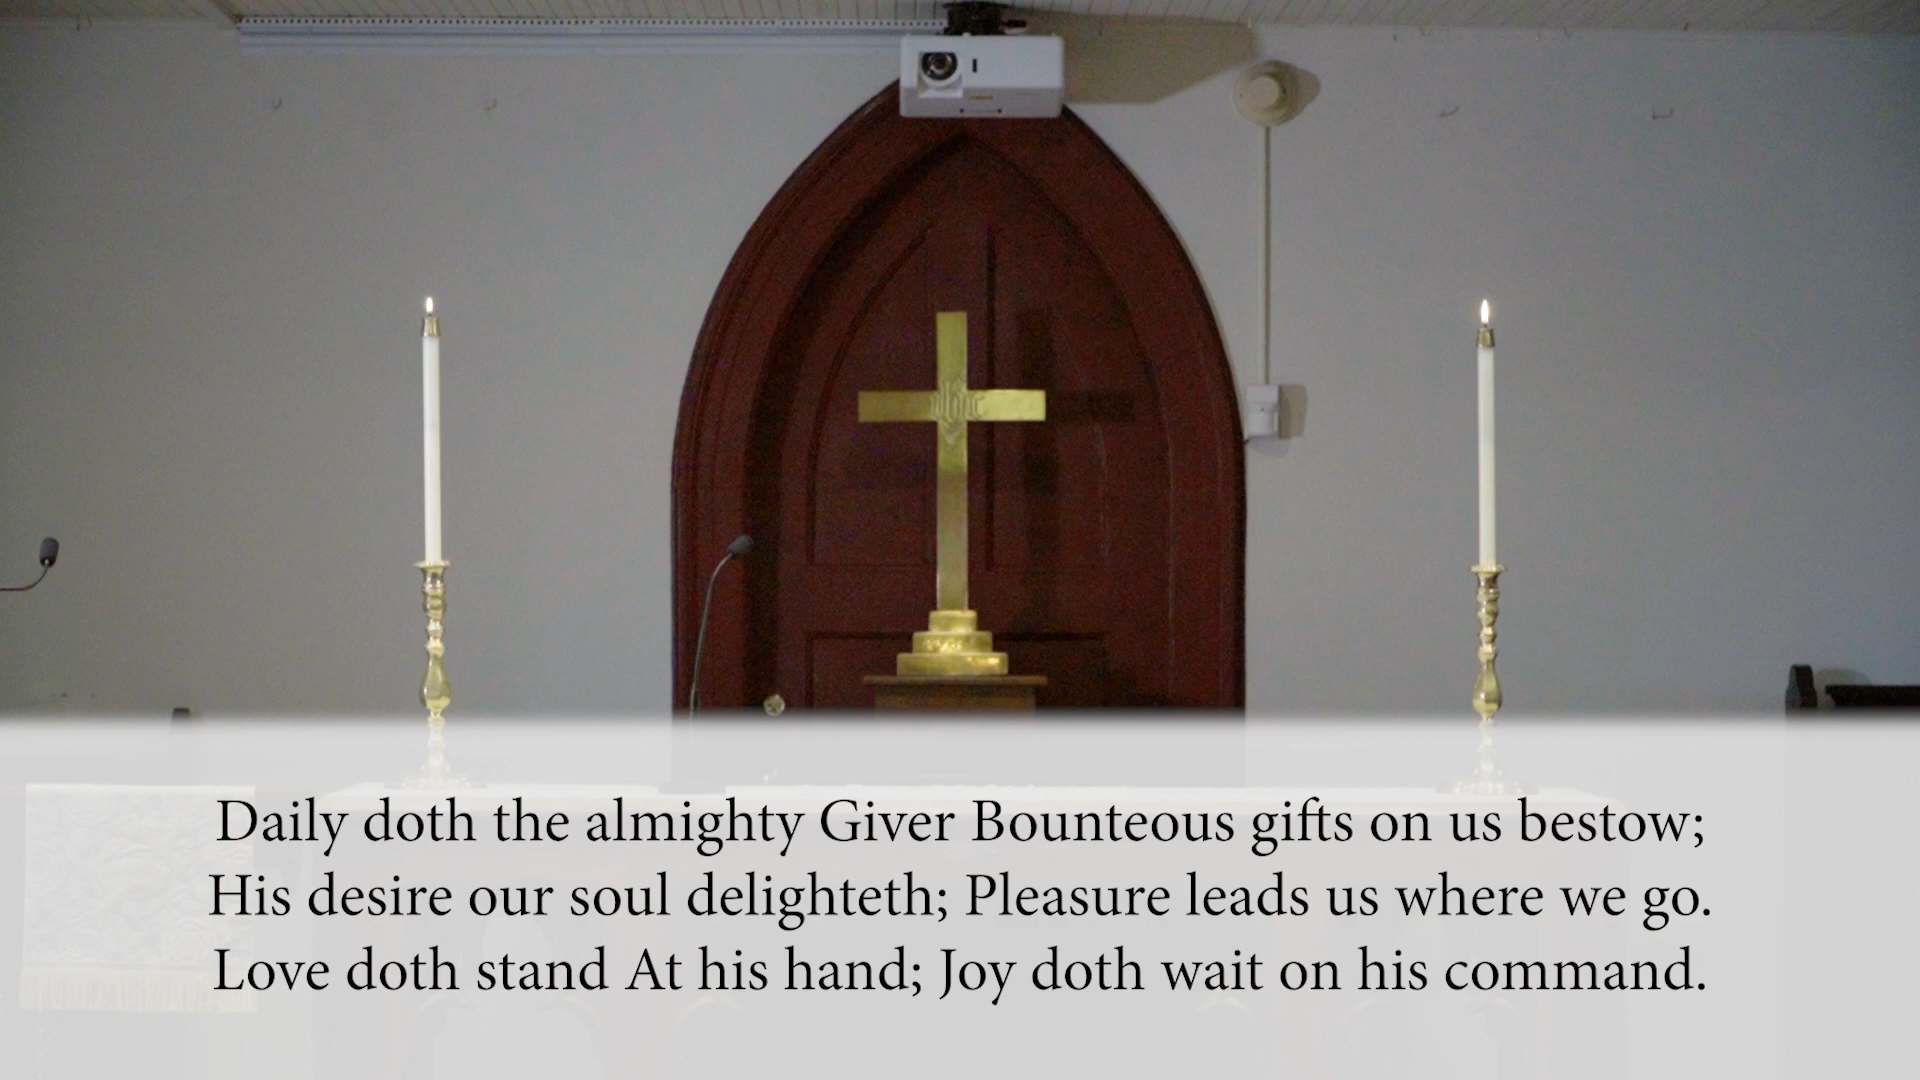 Daily doth the almighty Giver Bounteous gifts on us bestow;
His desire our soul delighteth; Pleasure leads us where we go.
Love doth stand At his hand; Joy doth wait on his command.